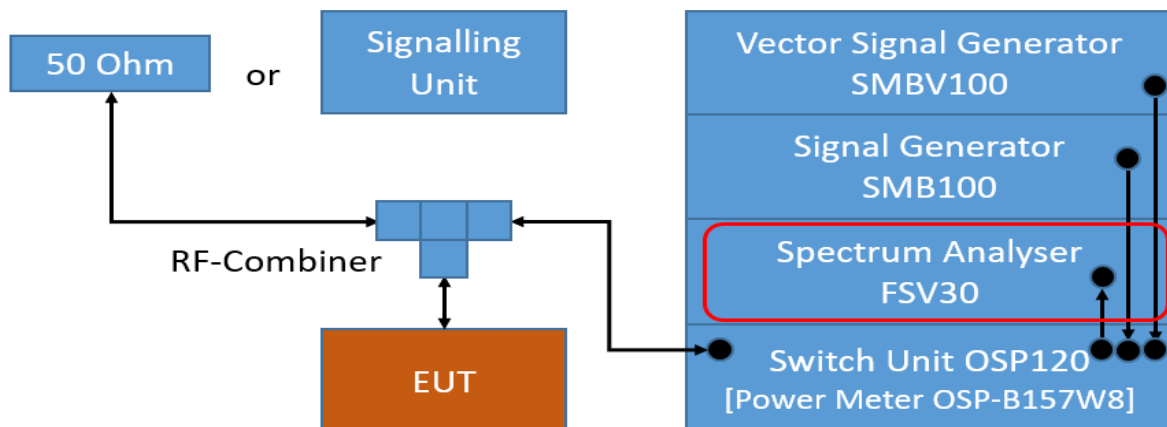 50 Ohm
or
Signalling
Unit
RF-Combiner
EUT
Vector Signal Generator
SMBV100
Signal Generator
SMB100
Spectrum Analyser
FSV30
Switch Unit OSP120
[Power Meter OSP-B157W8]